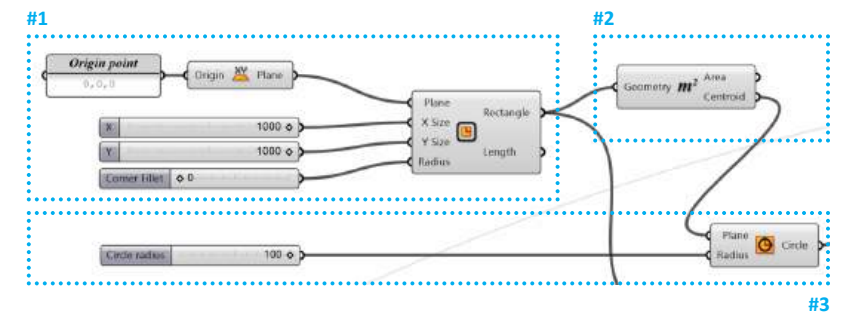 #1
#2
Origin point
0,0,0
Origin
XY
Plane
X
1000
Y
1000
Corner Fillet
0
Plane
X Size
Y Size
Radius
Rectangle
Length
Geometry
m²
Area
Centroid
Circle radius
100
Plane
Radius
Circle
#3